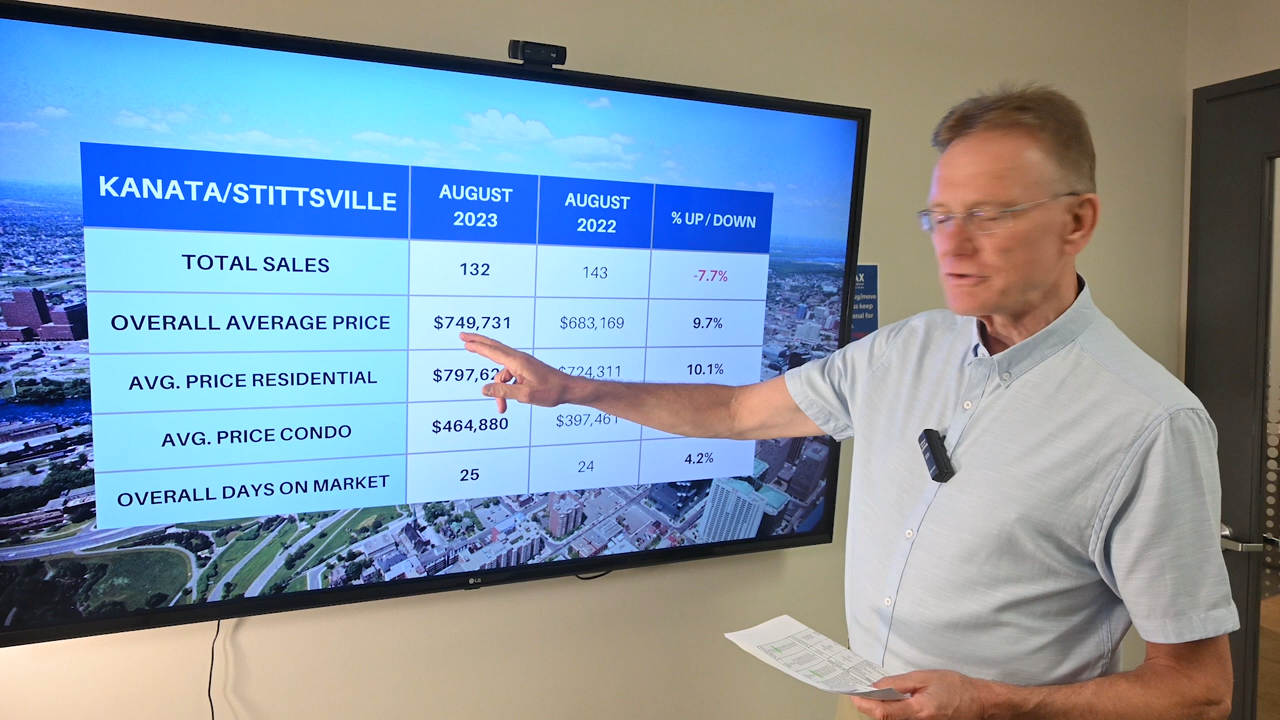 KANATA/STITTSVILLE AUGUST 2023 AUGUST 2022 % UP / DOWN
TOTAL SALES 132 143 -7.7%
OVERALL AVERAGE PRICE $749,731 $683,169 9.7%
AVG. PRICE RESIDENTIAL $724,311 10.1%
AVG. PRICE CONDO $464,880 $397,461
OVERALL DAYS ON MARKET 25 24 4.2%
LG